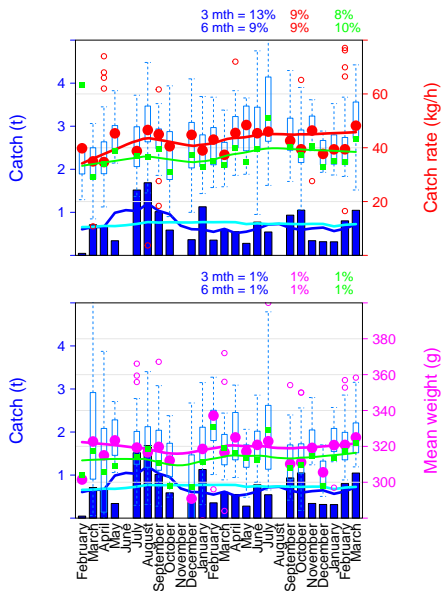 3 mth = 13% 9% 8%
6 mth = 9% 9% 10%
Catch (t)
1 2 3 4 5
20 40 60
Catch rate (kg/h)
3 mth = 1% 1% 1%
6 mth = 1% 1% 1%
Catch (t)
1 2 3 4
300 320 340 360 380
Mean weight (g)
February
March
April
May
June
July
August
September
October
November
December
January
February
March
April
May
June
July
September
October
November
December
January
February
March